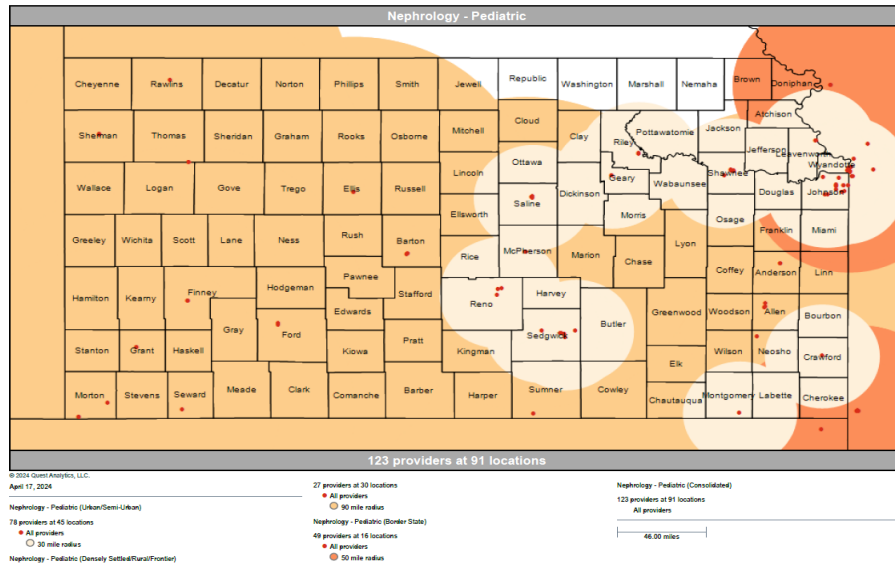 Nephrology - Pediatric
Cheyenne Rawlins Decatur Norton Phillips Smith Jewell Republic Washington Marshall Nemaha Brown Doniphan
Atchison
Sherman Thomas Sheridan Graham Rooks Osborne Mitchell Cloud Clay Riley Pottawatomie Jackson
Jefferson Leavenworth
Wyandotte
Ottawa
Lincoln
Wallace Logan Gove Trego Ellis Russell Saline Dickinson Geary Wabaunsee Shawnee Douglas Johnson
Ellsworth Morris Osage
Greeley Wichita Scott Lane Ness Rush Barton Rice McPherson Marion Chase Lyon Franklin Miami
Pawnee
Hamilton Kearny Finney Hodgeman Stafford Reno Harvey Coffey Anderson Linn
Edwards
Gray Ford Sedgwick Butler Greenwood Woodson Allen Bourbon
Stanton Grant Haskell Kiowa Pratt Kingman Elk Wilson Neosho Crawford
Morton Stevens Seward Meade Clark Comanche Barber Harper Sumner Cowley Chautauqua Montgomery Labette Cherokee
123 providers at 91 locations
© 2024 Quest Analytics, LLC.
April 17, 2024
Nephrology - Pediatric (Urban/Semi-Urban)
78 providers at 45 locations
All providers
30 mile radius
Nephrology - Pediatric (Densely Settled/Rural/Frontier)
27 providers at 30 locations
All providers
90 mile radius
Nephrology - Pediatric (Border State)
49 providers at 16 locations
All providers
50 mile radius
Nephrology - Pediatric (Consolidated)
123 providers at 91 locations
All providers
46.00 miles